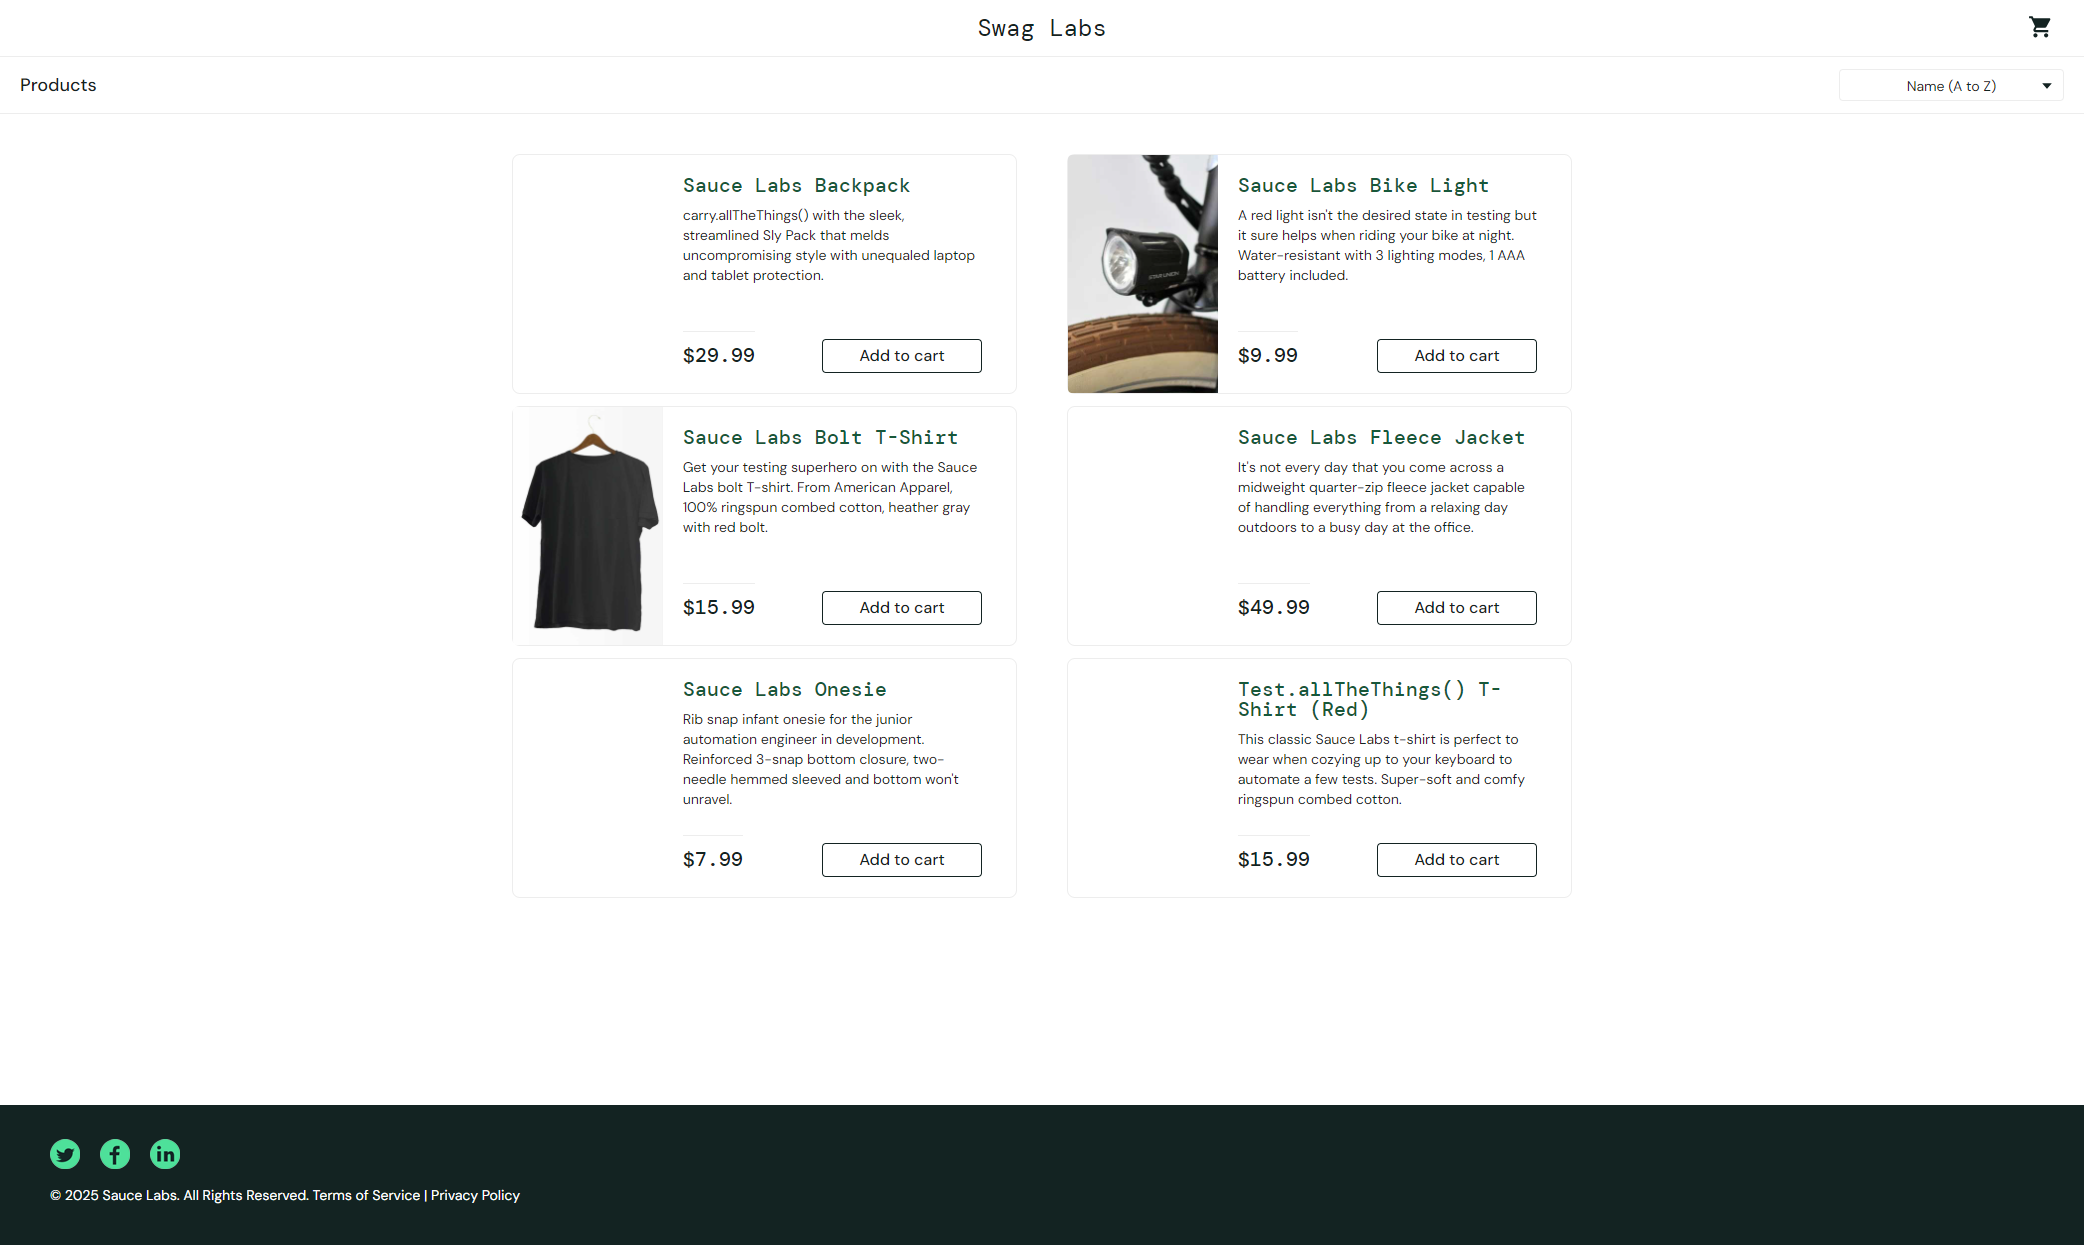 Swag Labs
Products
Name (A to Z)
Sauce Labs Backpack
carry.allTheThings() with the sleek,
streamlined Sly Pack that melds
uncompromising style with unequaled laptop
and tablet protection.
$29.99
Add to cart
Sauce Labs Bike Light
A red light isn't the desired state in testing but
it sure helps when riding your bike at night.
Water-resistant with 3 lighting modes, 1 AAA
battery included.
$9.99
Add to cart
Sauce Labs Bolt T-Shirt
Get your testing superhero on with the Sauce
Labs bolt T-shirt. From American Apparel,
100% ringspun combed cotton, heather gray
with red bolt.
$15.99
Add to cart
Sauce Labs Fleece Jacket
It's not every day that you come across a
midweight quarter-zip fleece jacket capable
of handling everything from a relaxing day
outdoors to a busy day at the office.
$49.99
Add to cart
Sauce Labs Onesie
Rib snap infant onesie for the junior
automation engineer in development.
Reinforced 3-snap bottom closure, two-
needle hemmed sleeved and bottom won't
unravel.
$7.99
Add to cart
Test.allTheThings() T-
Shirt (Red)
This classic Sauce Labs t-shirt is perfect to
wear when cozying up to your keyboard to
automate a few tests. Super-soft and comfy
ringspun combed cotton.
$15.99
Add to cart
© 2025 Sauce Labs. All Rights Reserved. Terms of Service | Privacy Policy